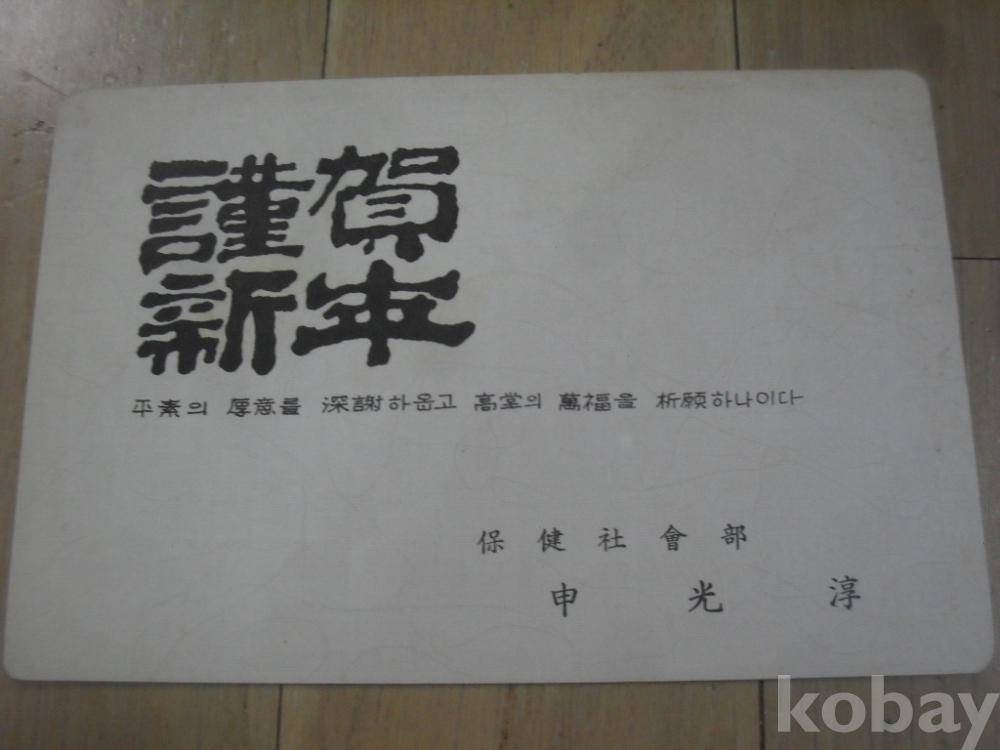 謹賀
新年
平素의 厚意를 深謝하옵고 高堂의 萬福을 祈願하나이다
保健社會部
申光淳
kobay